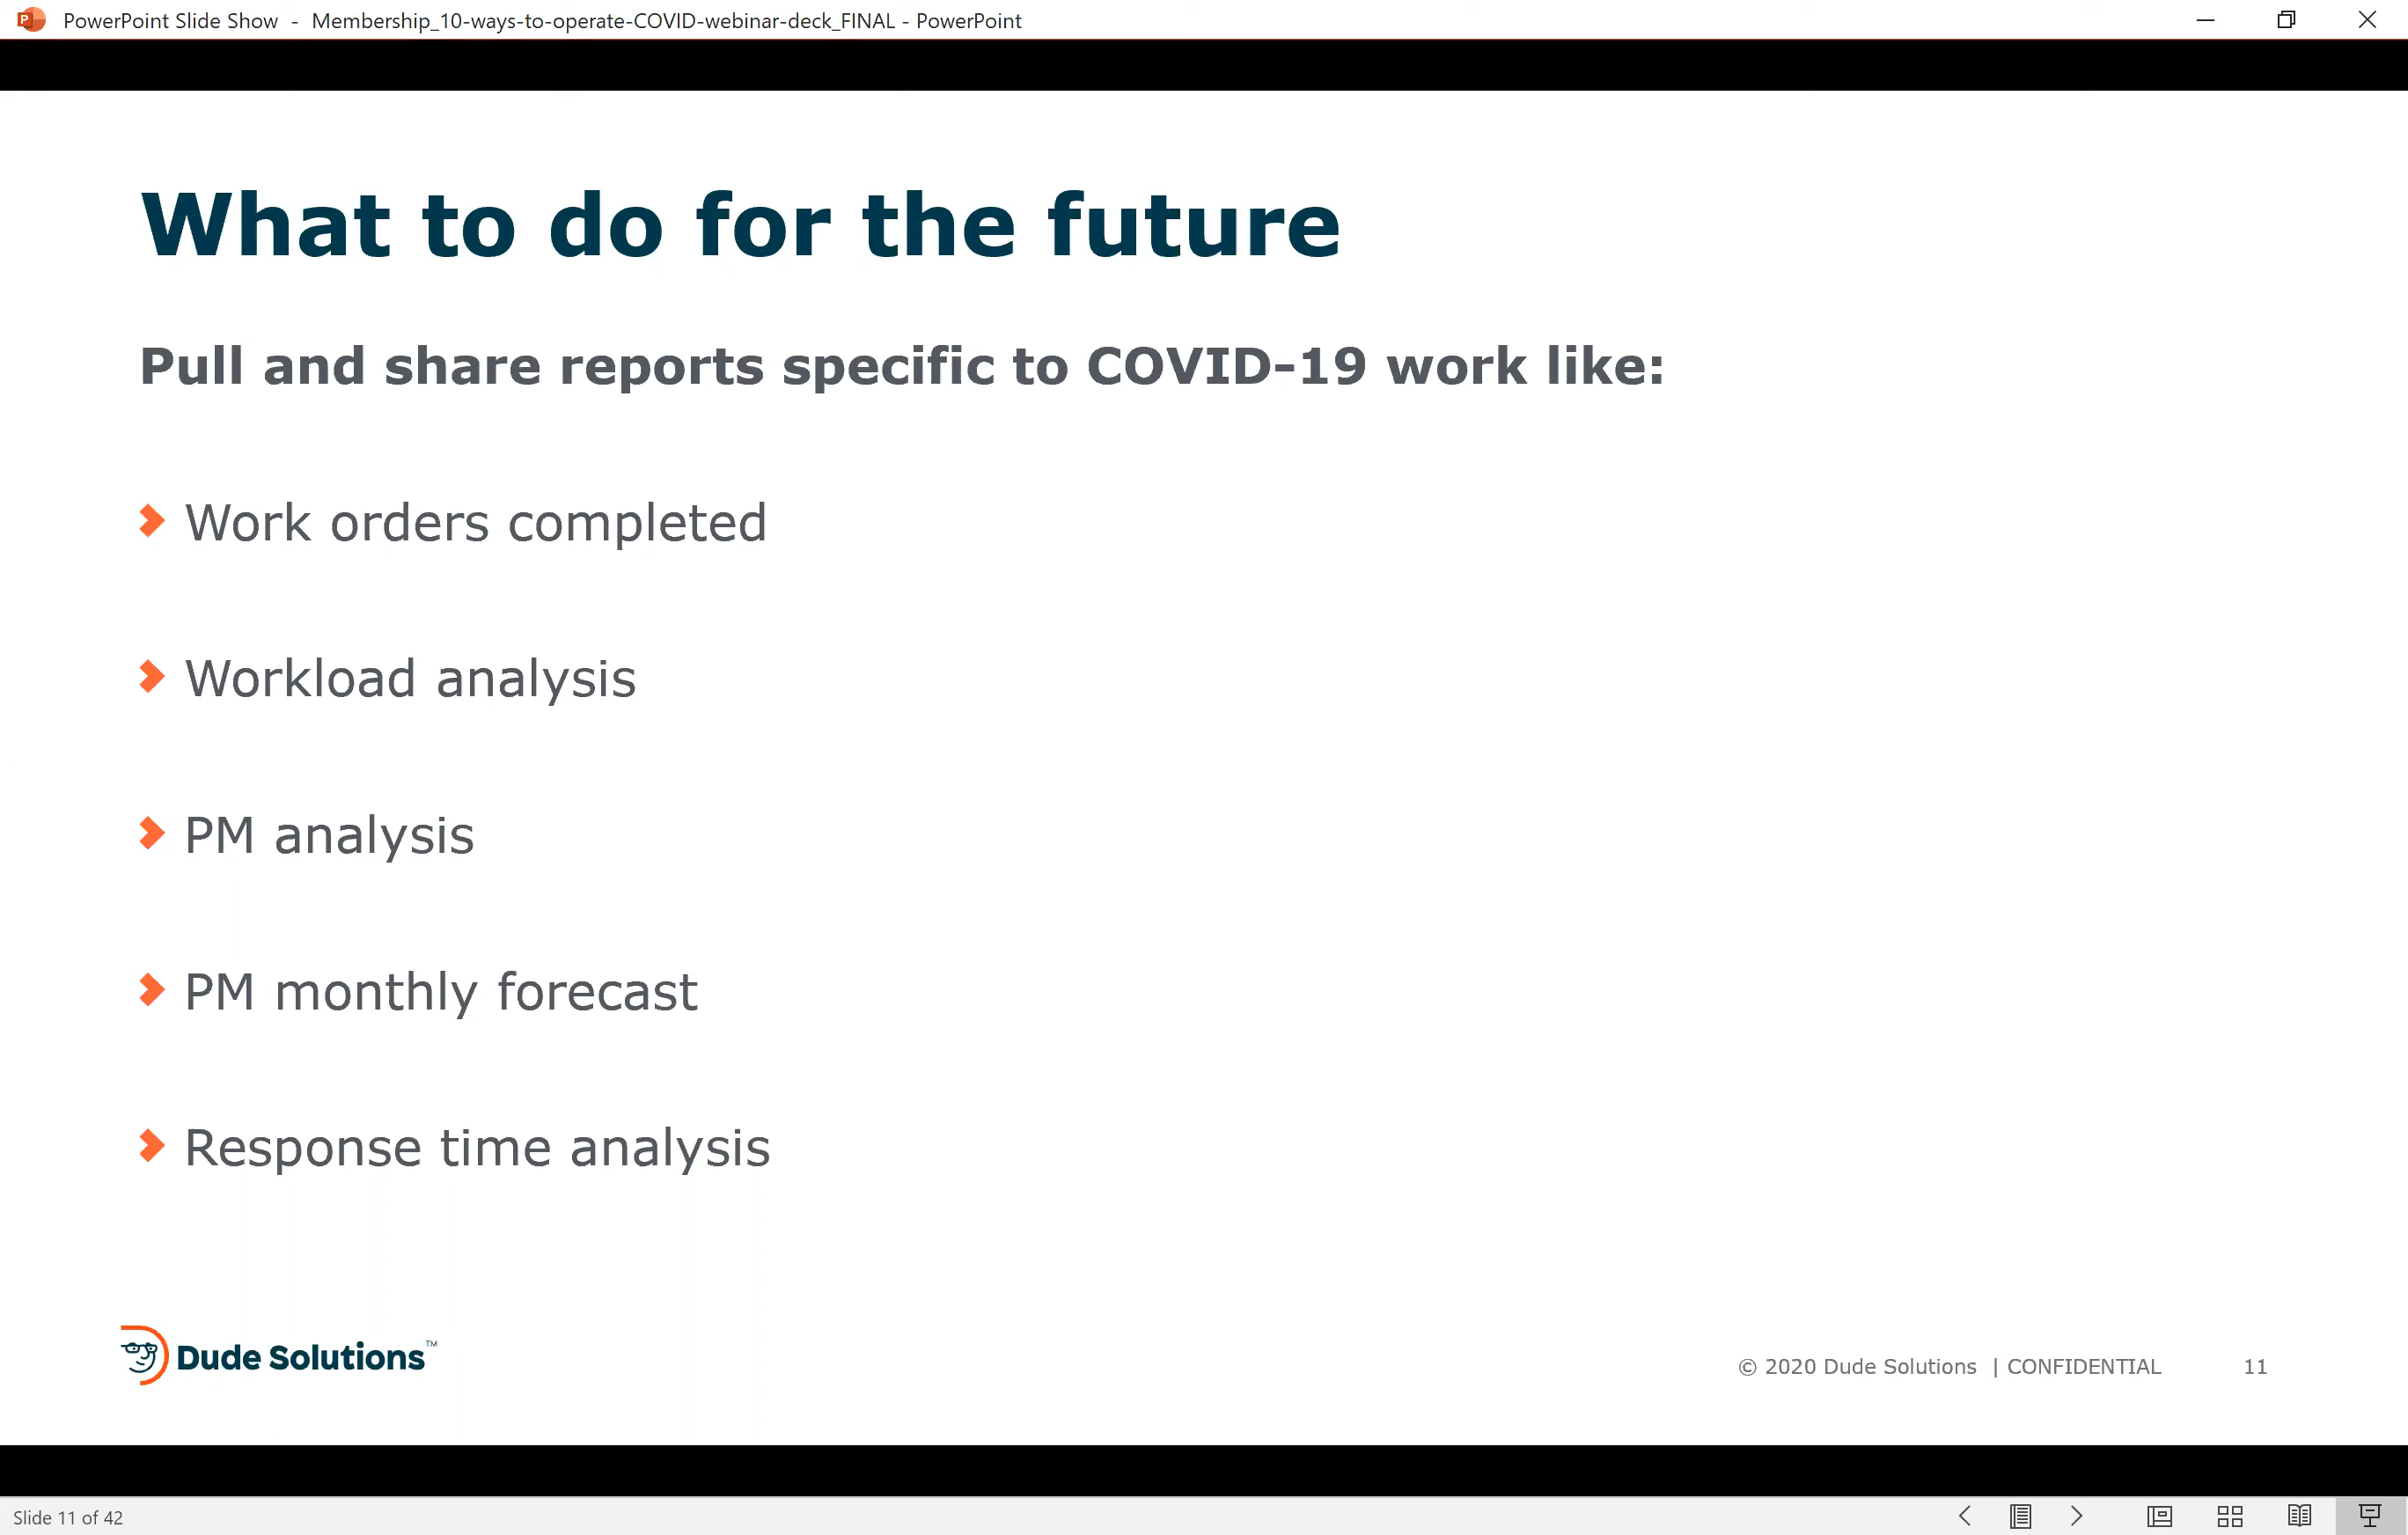 PowerPoint Slide Show - Membership_10-ways-to-operate-COVID-webinar-deck_FINAL - PowerPoint
What to do for the future
Pull and share reports specific to COVID-19 work like:
Work orders completed
Workload analysis
PM analysis
PM monthly forecast
Response time analysis
Dude Solutions™
© 2020 Dude Solutions | CONFIDENTIAL 11
Slide 11 of 42